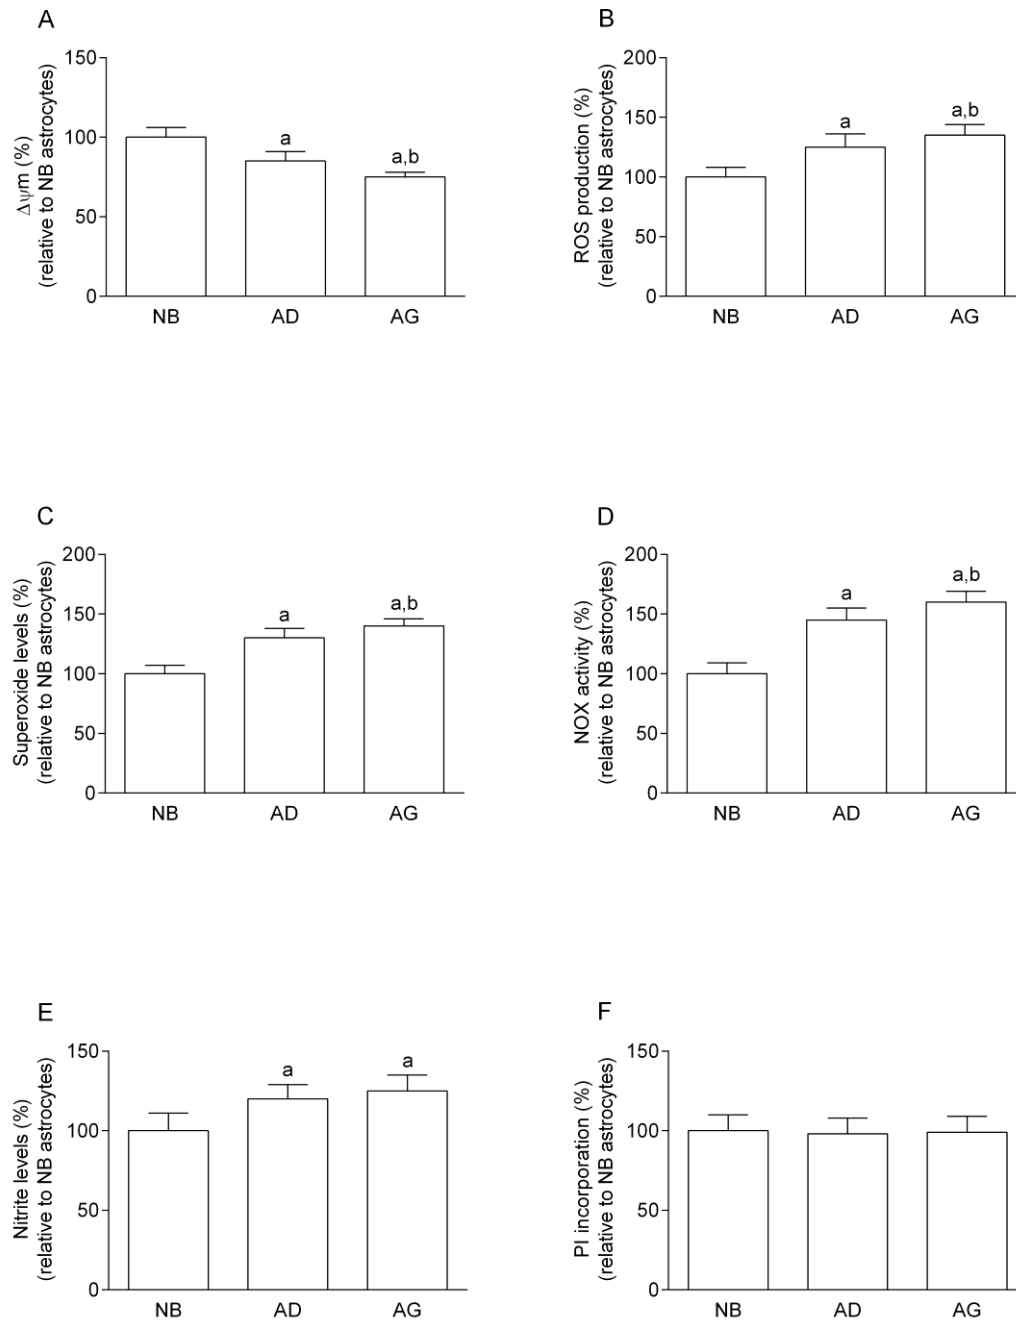 A
Δψm (%)
(relative to NB astrocytes)
150
100
50
0
a
a,b
NB AD AG
B
ROS production (%)
(relative to NB astrocytes)
200
150
100
50
0
a
a,b
NB AD AG
C
Superoxide levels (%)
(relative to NB astrocytes)
200
150
100
50
0
a
a,b
NB AD AG
D
NOX activity (%)
(relative to NB astrocytes)
200
150
100
50
0
a
a,b
NB AD AG
E
Nitrite levels (%)
(relative to NB astrocytes)
150
100
50
0
a
a
NB AD AG
F
PI incorporation (%)
(relative to NB astrocytes)
150
100
50
0
NB AD AG